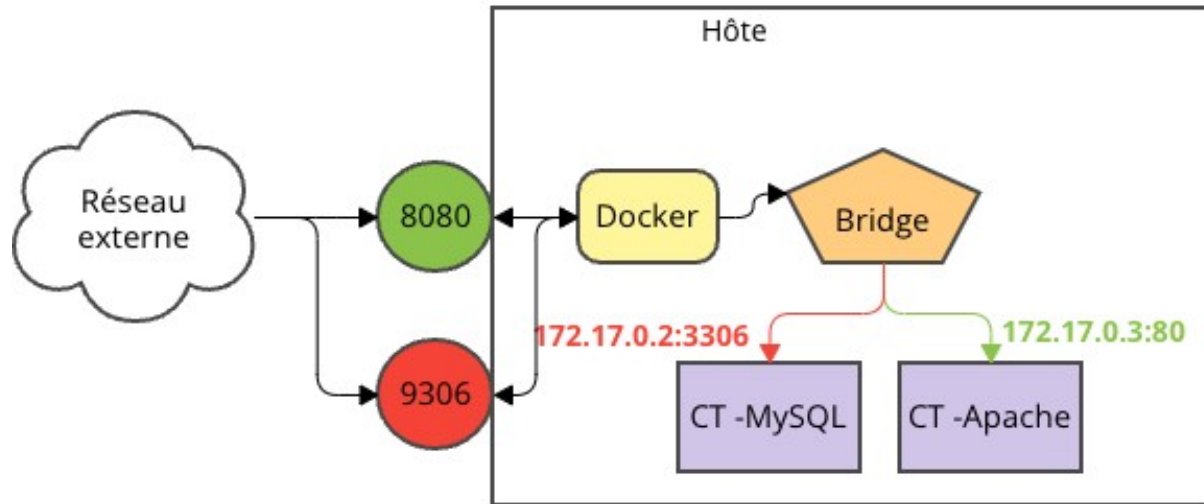 Hôte
Réseau
externe
8080
Docker
Bridge
9306
172.17.0.2:3306
172.17.0.3:80
CT -MySQL
CT -Apache